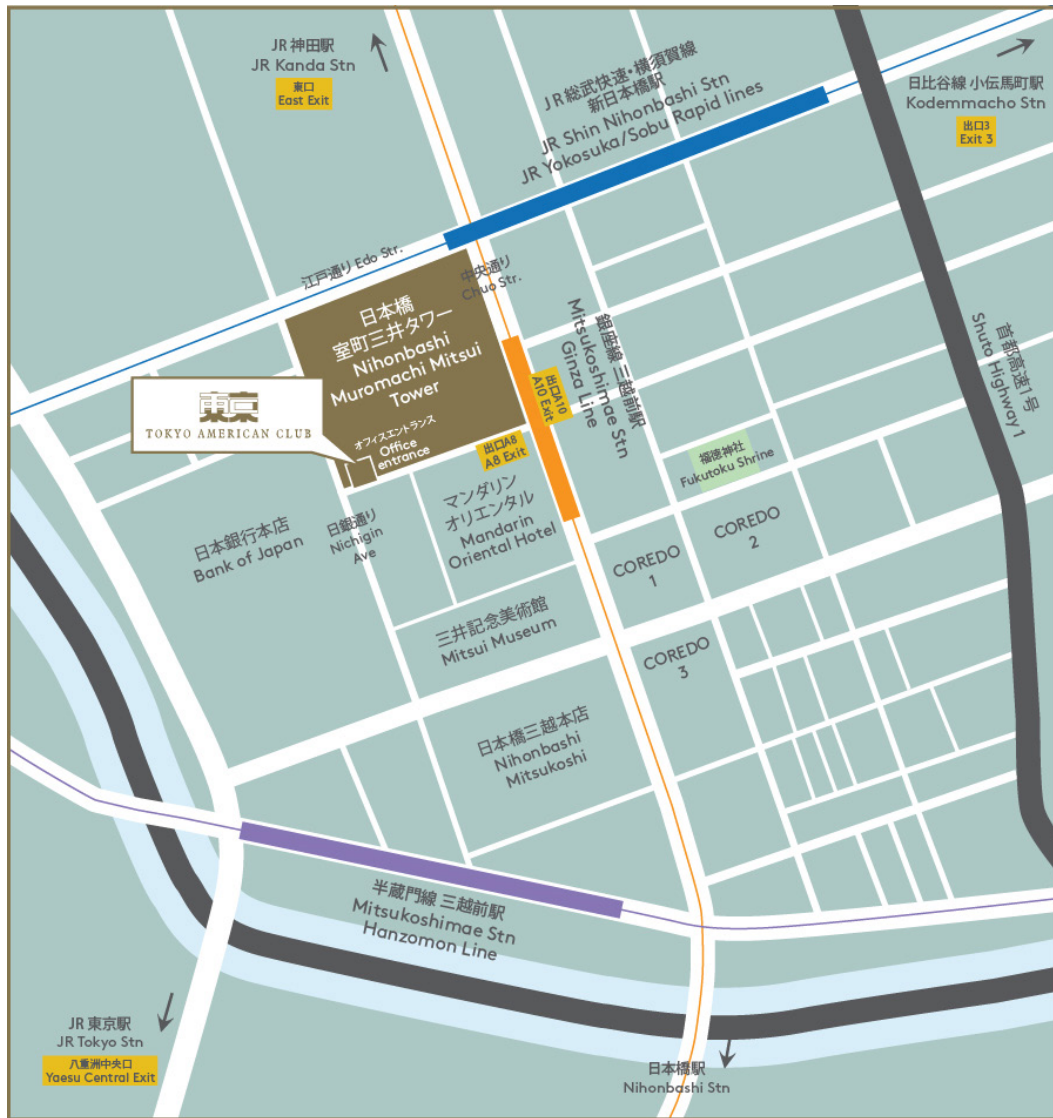 JR 神田駅
JR Kanda Stn
東口
East Exit
JR 総武快速・横須賀線
新日本橋駅
JR Shin Nihonbashi Stn
JR Yokosuka/Sobu Rapid lines
日比谷線 小伝馬町駅
Kodemmacho Stn
出口3
Exit 3
江戸通り Edo Str.
中央通り
Chuo Str.
日本橋
室町三井タワー
Nihonbashi
Muromachi Mitsui
Tower
オフィスエントランス
Office
entrance
東京
TOKYO AMERICAN CLUB
出口A10
A10 Exit
出口A8
A8 Exit
銀座線 三越前駅
Mitsukoshimae Stn
Ginza Line
首都高速1号
Shuto Highway 1
福徳神社
Fukutoku Shrine
日本銀行本店
Bank of Japan
日銀通り
Nichigin
Ave
マンダリン
オリエンタル
Mandarin
Oriental Hotel
COREDO
1
COREDO
2
三井記念美術館
Mitsui Museum
COREDO
3
日本橋三越本店
Nihonbashi
Mitsukoshi
半蔵門線 三越前駅
Mitsukoshimae Stn
Hanzomon Line
JR 東京駅
JR Tokyo Stn
八重洲中央口
Yaesu Central Exit
日本橋駅
Nihonbashi Stn